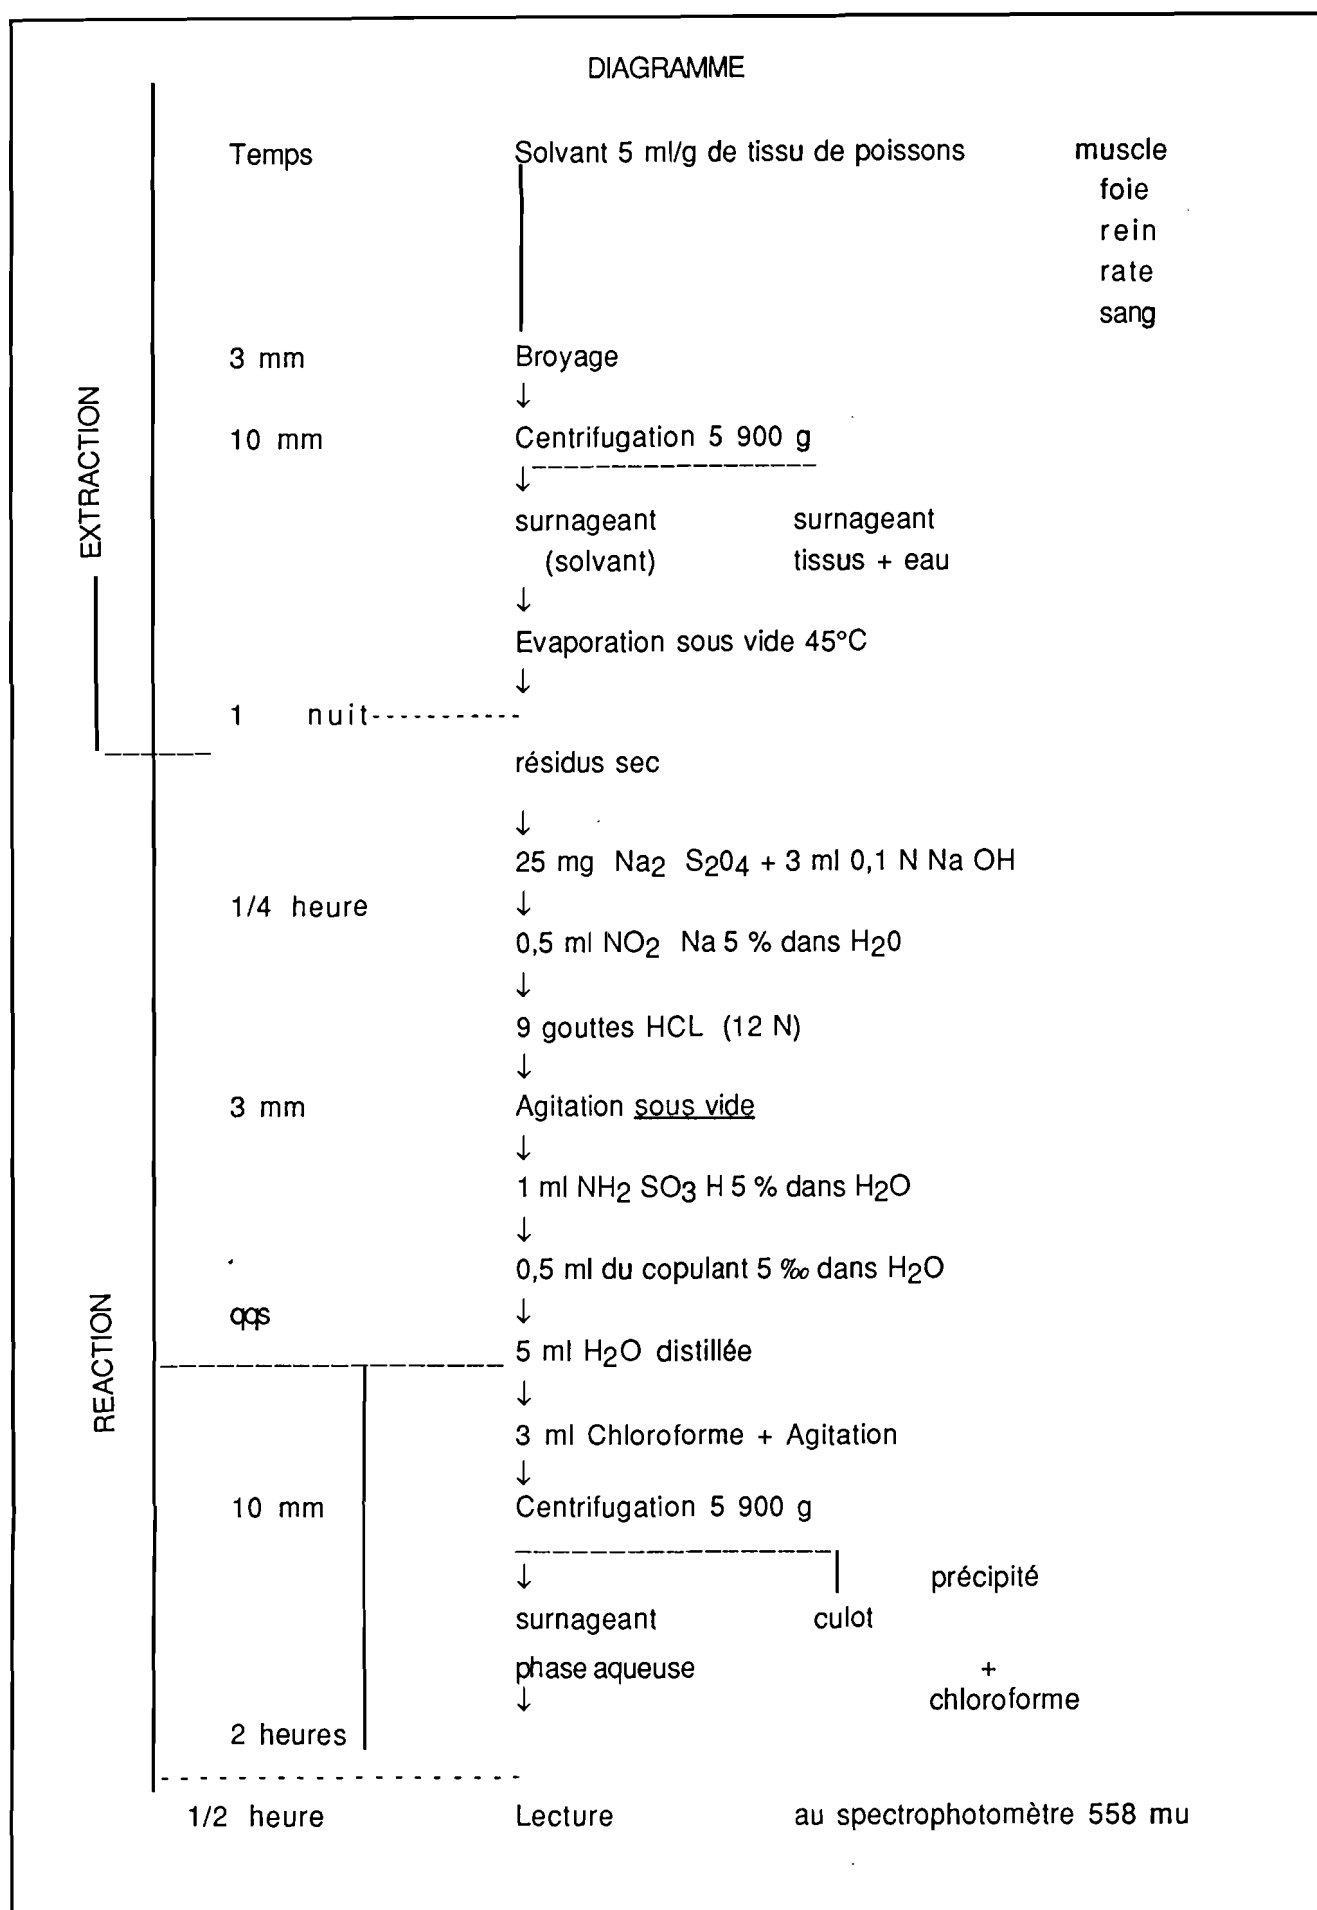 DIAGRAMME
Temps Solvant 5 ml/g de tissu de poissons muscle
foie
rein
rate
sang
3 mm Broyage
↓
10 mm Centrifugation 5 900 g
↓
surnageant surnageant
(solvant) tissus + eau
↓
Evaporation sous vide 45°C
↓
1 nuit
EXTRACTION
résidus sec
↓
25 mg Na2 S204 + 3 ml 0,1 N Na OH
1/4 heure ↓
0,5 ml NO2 Na 5 % dans H20
↓
9 gouttes HCL (12 N)
↓
3 mm Agitation sous vide
↓
1 ml NH2 SO3 H 5 % dans H2O
↓
0,5 ml du copulant 5 ‰ dans H2O
qqs ↓
5 ml H2O distillée
↓
REACTION
3 ml Chloroforme + Agitation
↓
10 mm Centrifugation 5 900 g
↓ précipité
surnageant culot
phase aqueuse +
↓ chloroforme
2 heures
1/2 heure Lecture au spectrophotomètre 558 mu